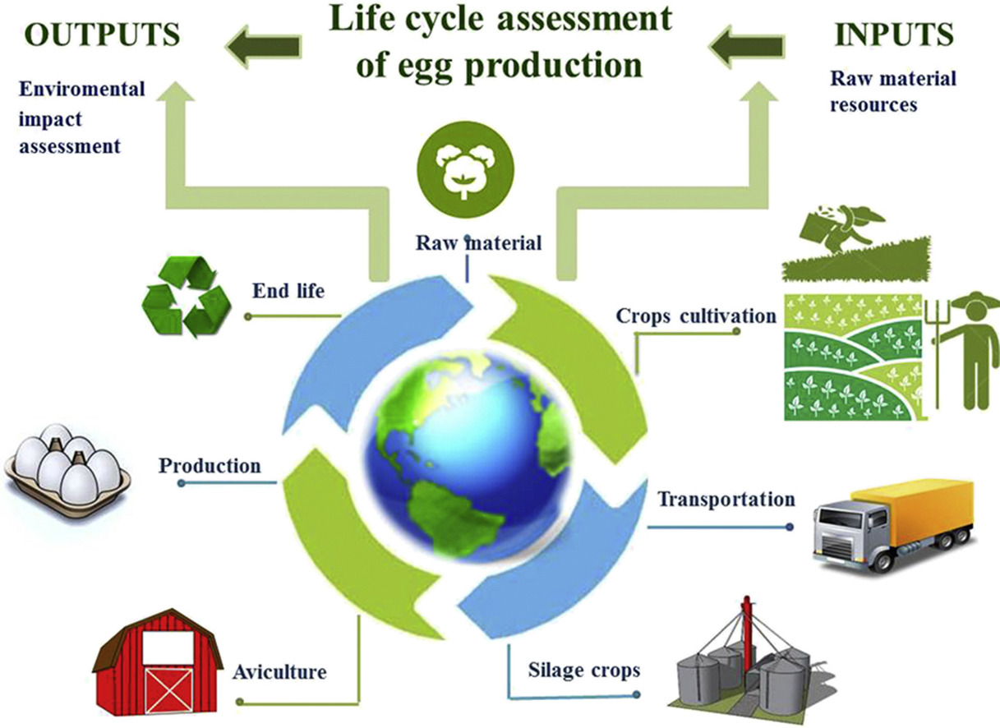 OUTPUTS
Life cycle assessment
of egg production
INPUTS
Enviromental
impact
assessment
Raw material
resources
Raw material
End life
Crops cultivation
Production
Transportation
Aviculture
Silage crops